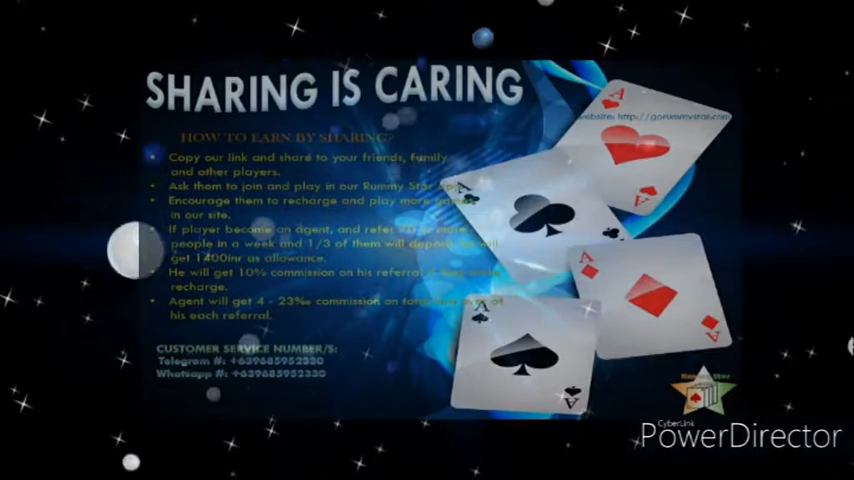 SHARING IS CARING
website: http://gorummystar.com
HOW TO EARN BY SHARING?
• Copy our link and share to your friends, family
and other players.
• Ask them to join and play in our Rummy Star
• Encourage them to recharge and play more
in our site.
• If player become an agent, and refer
people in a week and 1/3 of them will deposit,
get 1400inr as allowance.
• He will get 10% commission on his referral
recharge.
• Agent will get 4 - 23‰ commission on
his each referral.
CUSTOMER SERVICE NUMBER/S:
Telegram #: +639685952330
Whatsapp #: +639685952330
CyberLink
PowerDirector